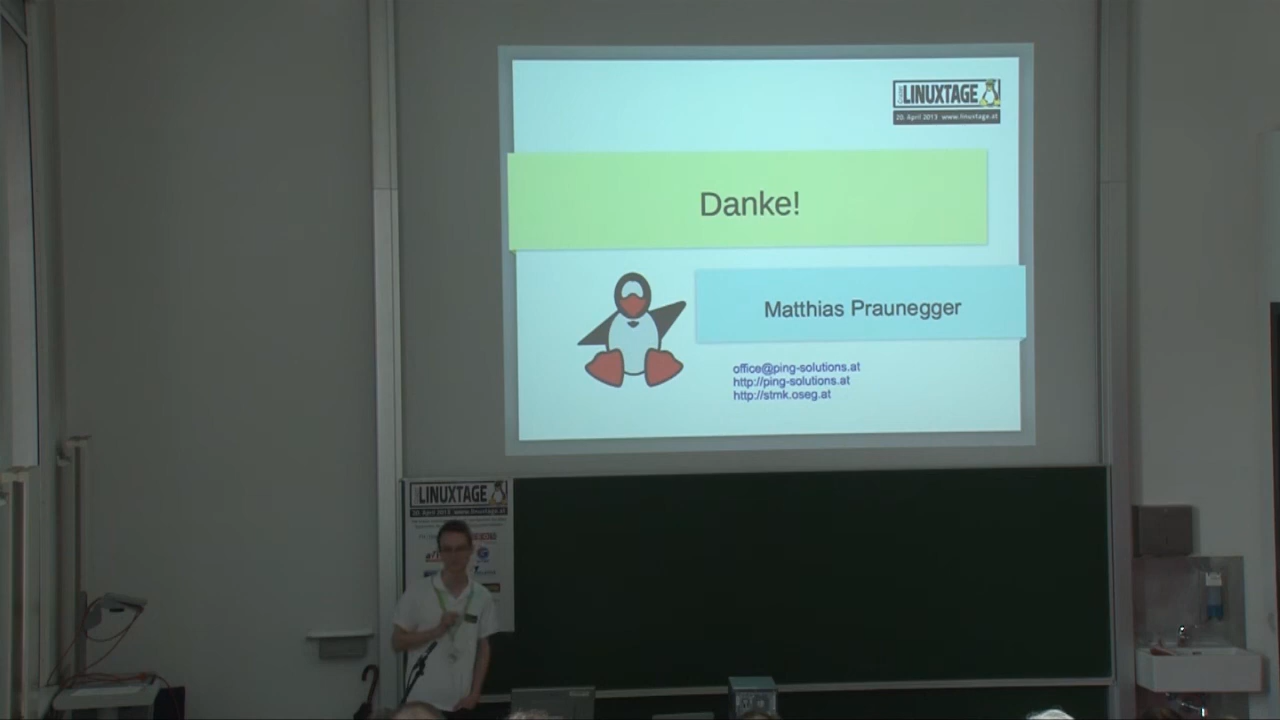 LINUXTAGE
20. April 2013 www.linuxtage.at
Danke!
Matthias Praunegger
office@ping-solutions.at
http://ping-solutions.at
http://stmk.oseg.at
LINUXTAGE
20. April 2013 www.linuxtage.at